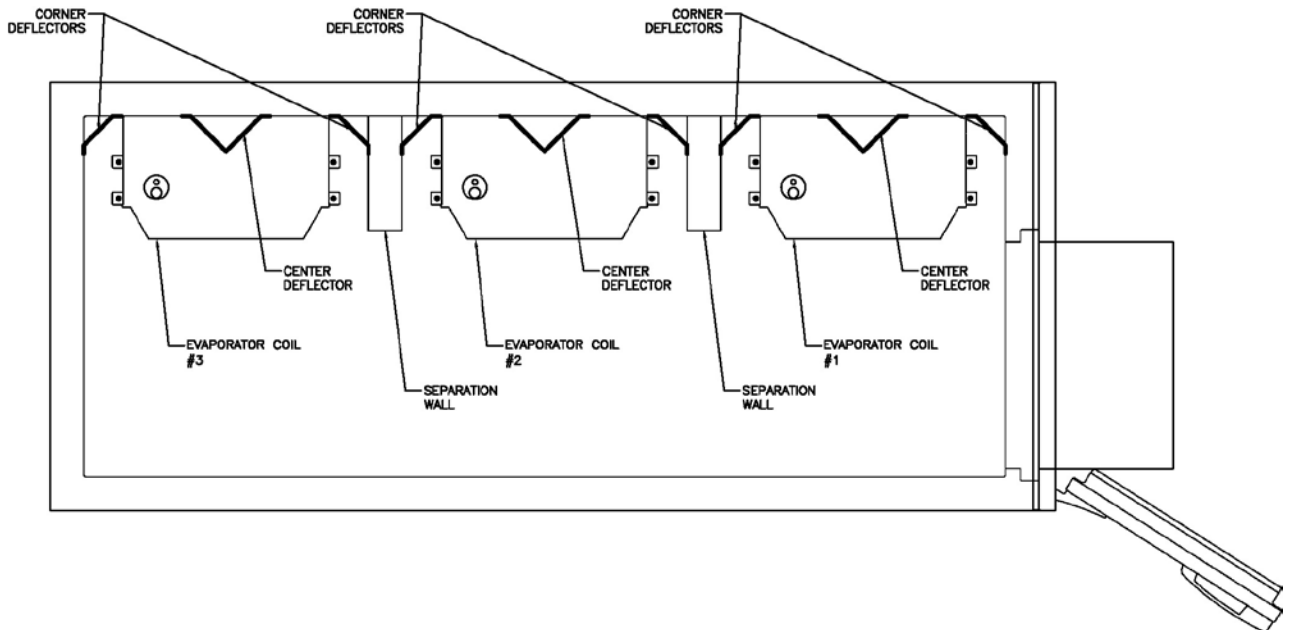 CORNER
DEFLECTORS
CORNER
DEFLECTORS
CORNER
DEFLECTORS
CENTER
DEFLECTOR
CENTER
DEFLECTOR
CENTER
DEFLECTOR
EVAPORATOR COIL
#3
EVAPORATOR COIL
#2
EVAPORATOR COIL
#1
SEPARATION
WALL
SEPARATION
WALL